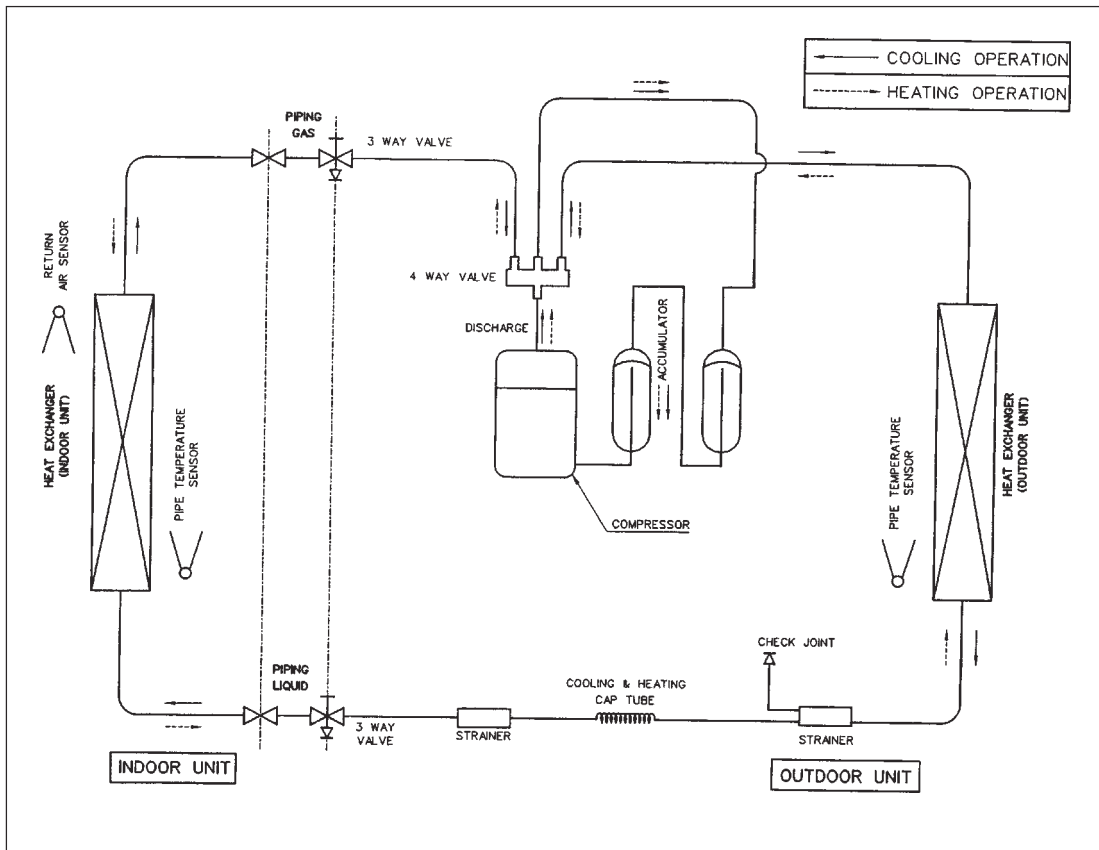 COOLING OPERATION
HEATING OPERATION
PIPING
GAS
3 WAY VALVE
RETURN
AIR SENSOR
4 WAY VALVE
DISCHARGE
ACCUMULATOR
HEAT EXCHANGER
(INDOOR UNIT)
PIPE TEMPERATURE
SENSOR
COMPRESSOR
PIPE TEMPERATURE
SENSOR
HEAT EXCHANGER
(OUTDOOR UNIT)
PIPING
LIQUID
3 WAY
VALVE
STRAINER
COOLING & HEATING
CAP TUBE
CHECK JOINT
STRAINER
INDOOR UNIT
OUTDOOR UNIT